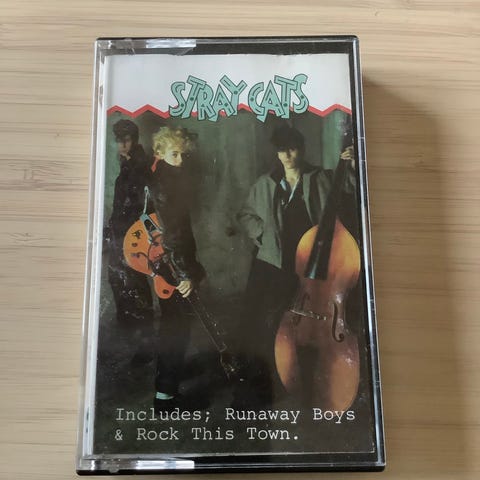 STRAY CATS
Includes; Runaway Boys
& Rock This Town.